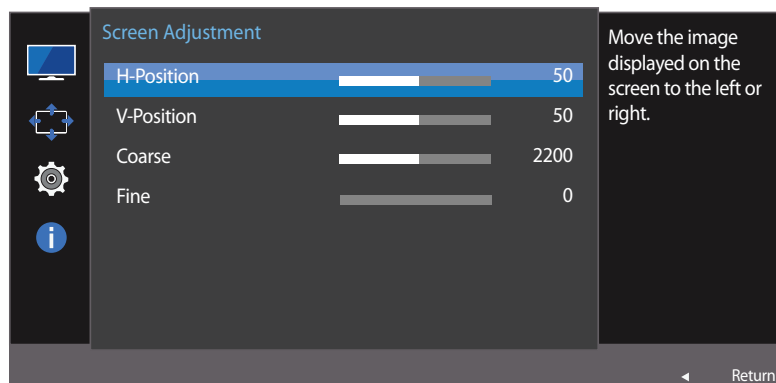 Screen Adjustment
H-Position 50
V-Position 50
Coarse 2200
Fine 0
Move the image
displayed on the
screen to the left or
right.
i
Return